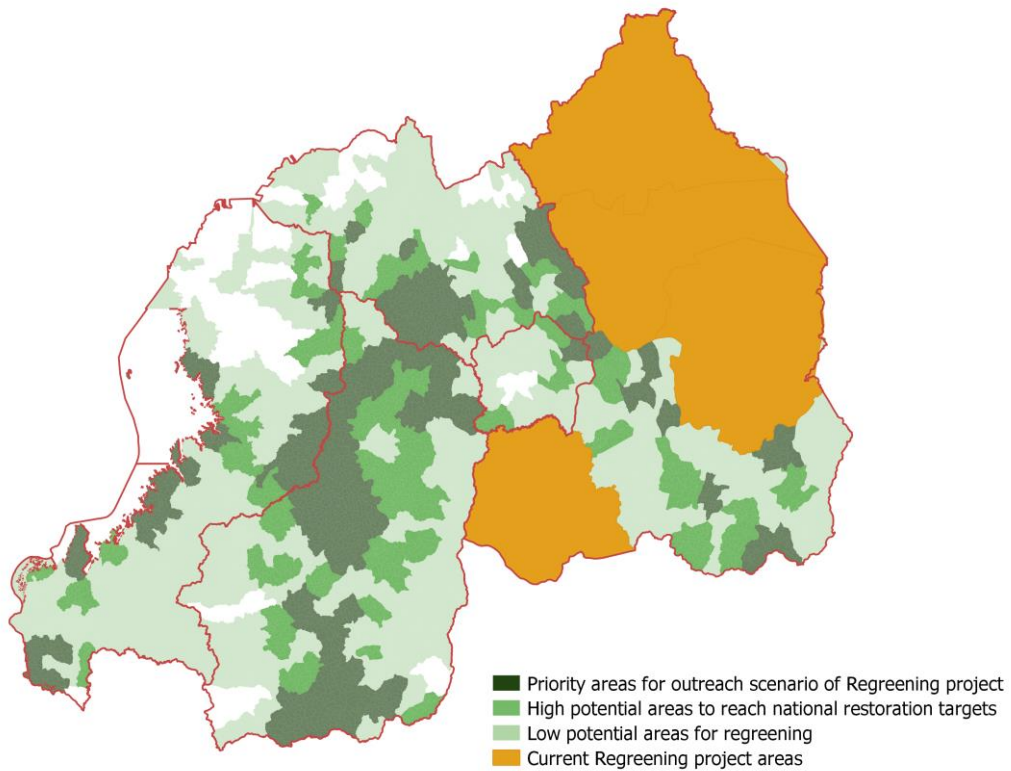 Priority areas for outreach scenario of Regreening project
High potential areas to reach national restoration targets
Low potential areas for regreening
Current Regreening project areas